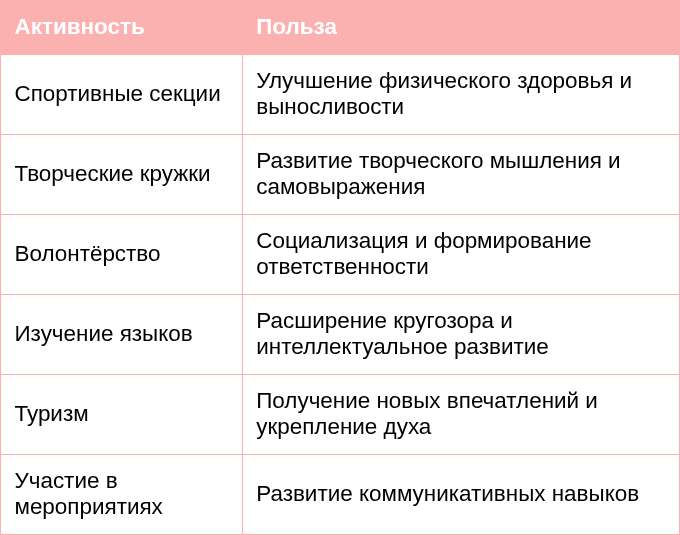 Активность
Польза
Спортивные секции
Улучшение физического здоровья и
выносливости
Творческие кружки
Развитие творческого мышления и
самовыражения
Волонтёрство
Социализация и формирование
ответственности
Изучение языков
Расширение кругозора и
интеллектуальное развитие
Туризм
Получение новых впечатлений и
укрепление духа
Участие в
мероприятиях
Развитие коммуникативных навыков